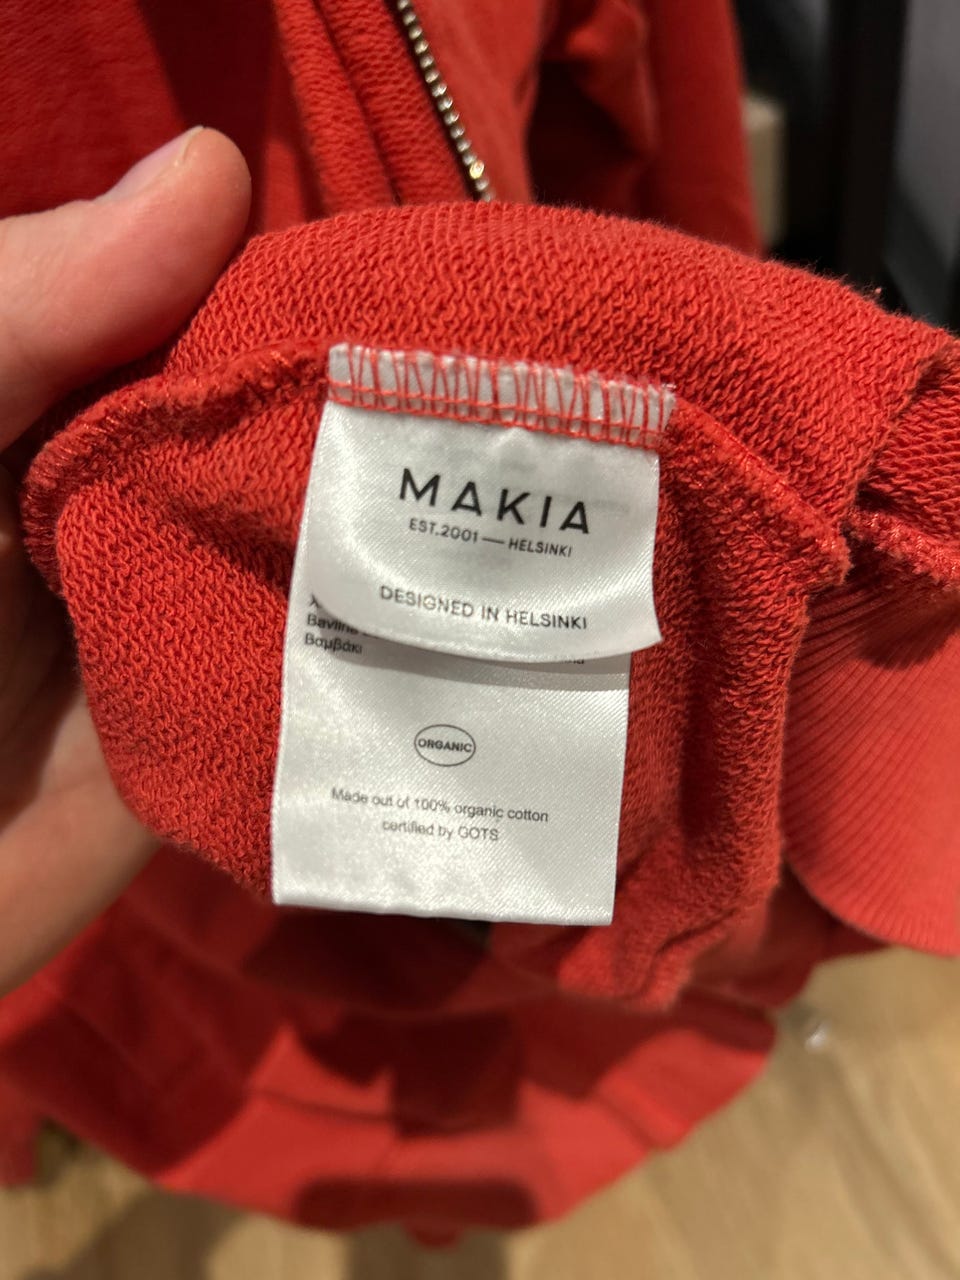 MAKIA
EST.2001 — HELSINKI
DESIGNED IN HELSINKI
Βαμβάκι
ORGANIC
Made out of 100% organic cotton
certified by GOTS